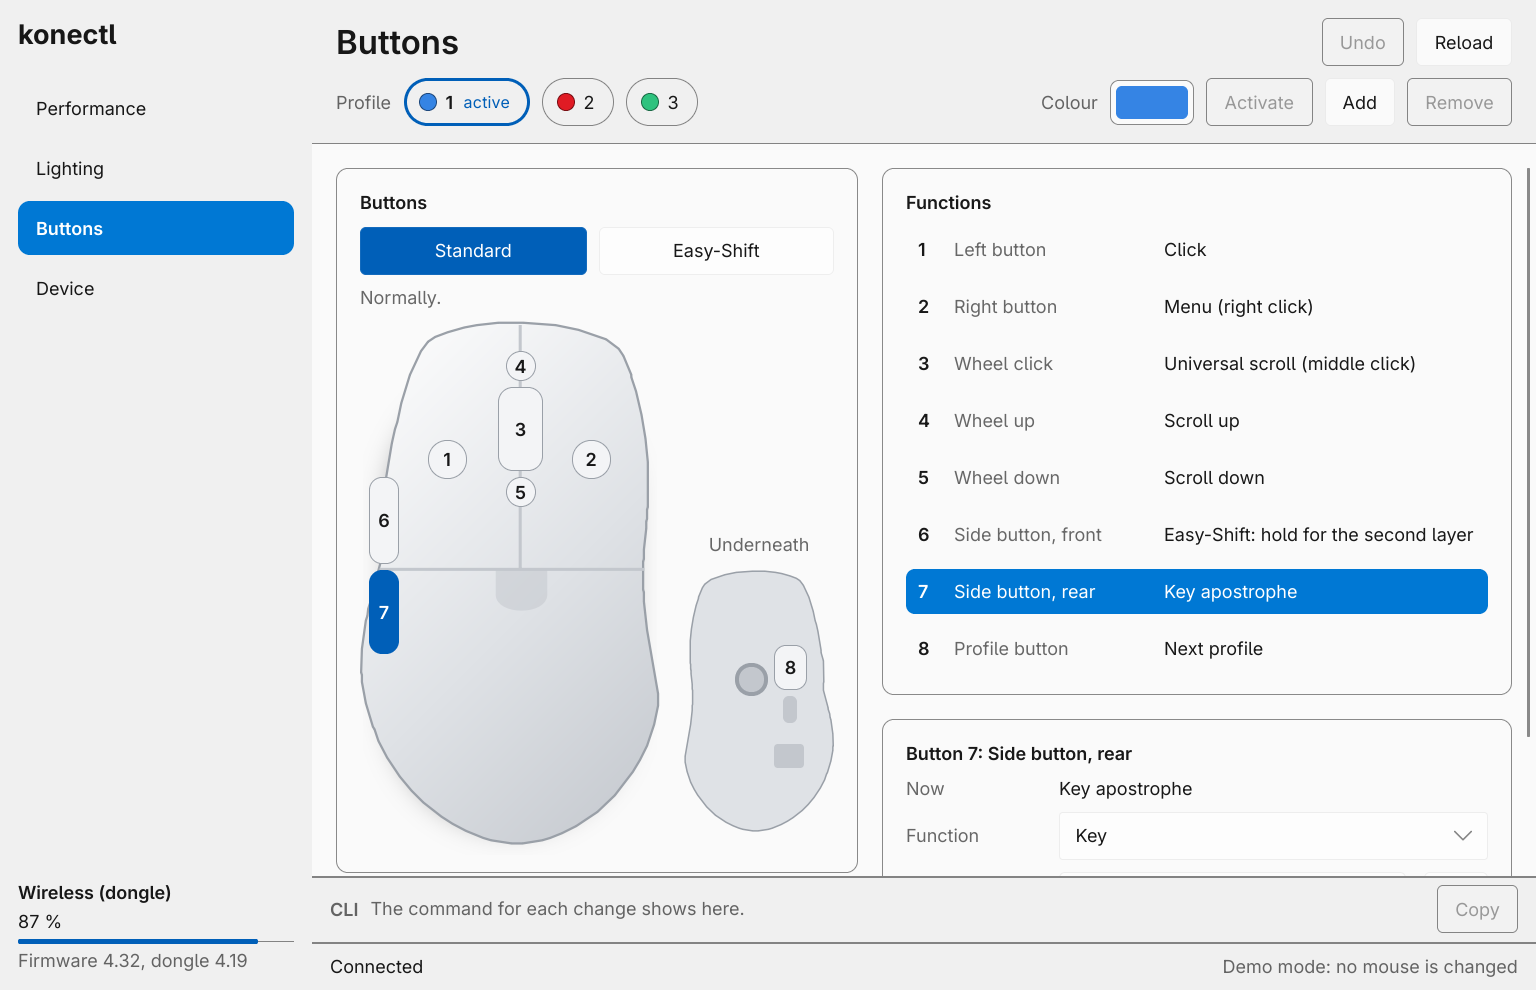 konectl
Performance
Lighting
Buttons
Device
Wireless (dongle)
87 %
Firmware 4.32, dongle 4.19
Buttons
Undo
Reload
Profile
1 active
2
3
Colour
Activate
Add
Remove
Buttons
Standard
Easy-Shift
Normally.
4
3
1
2
5
6
7
Underneath
8
Functions
1 Left button Click
2 Right button Menu (right click)
3 Wheel click Universal scroll (middle click)
4 Wheel up Scroll up
5 Wheel down Scroll down
6 Side button, front Easy-Shift: hold for the second layer
7 Side button, rear Key apostrophe
8 Profile button Next profile
Button 7: Side button, rear
Now Key apostrophe
Function Key
CLI The command for each change shows here.
Copy
Connected
Demo mode: no mouse is changed